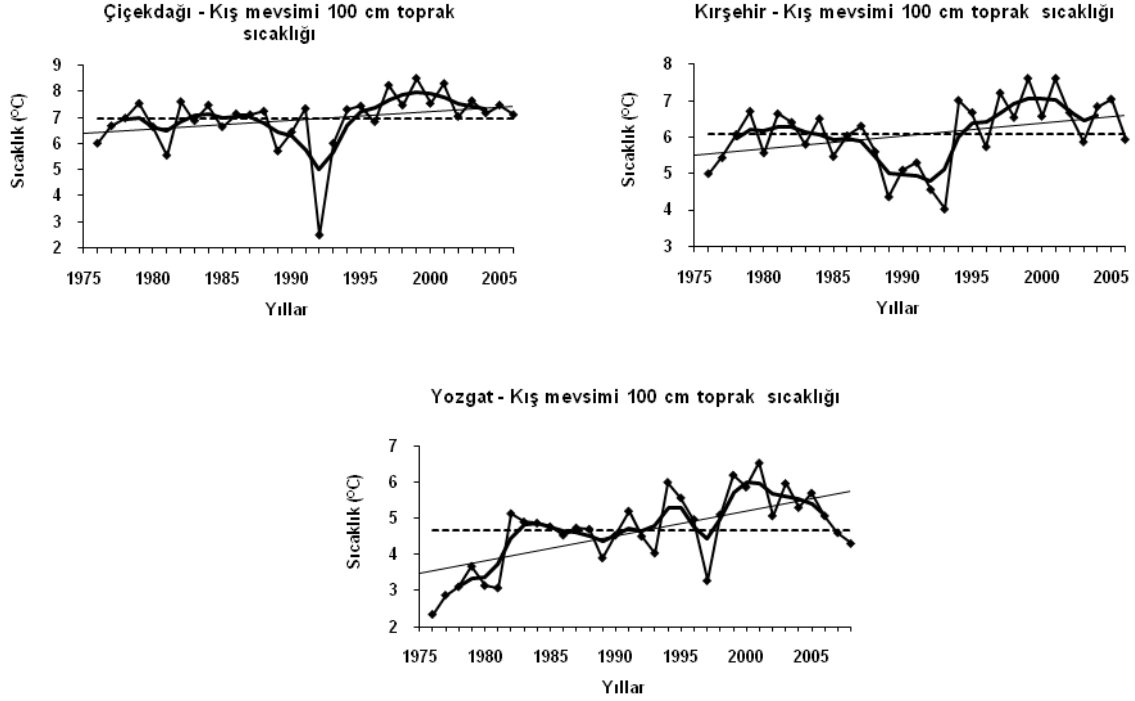 Çiçekdağı - Kış mevsimi 100 cm toprak
sıcaklığı
Sıcaklık (°C)
9
8
7
6
5
4
3
2
1975 1980 1985 1990 1995 2000 2005
Yıllar
Kırşehir - Kış mevsimi 100 cm toprak sıcaklığı
Sıcaklık (°C)
8
7
6
5
4
3
1975 1980 1985 1990 1995 2000 2005
Yıllar
Yozgat - Kış mevsimi 100 cm toprak sıcaklığı
Sıcaklık (°C)
7
6
5
4
3
2
1975 1980 1985 1990 1995 2000 2005
Yıllar